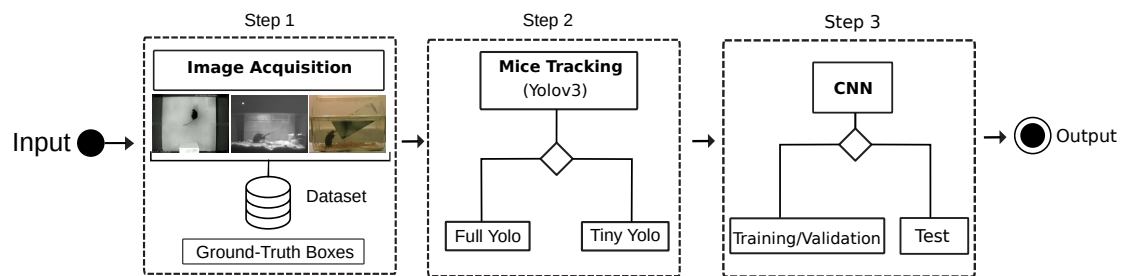 Step 1
Step 2
Step 3
Image Acquisition
Mice Tracking
(Yolov3)
CNN
Input
Output
Dataset
Full Yolo
Tiny Yolo
Training/Validation
Test
Ground-Truth Boxes